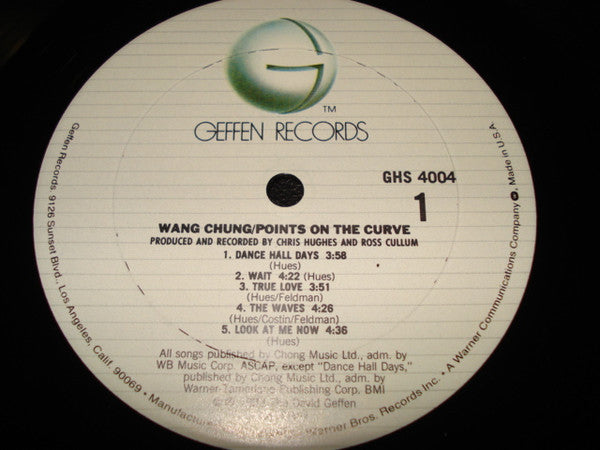 G
TM
GEFFEN RECORDS
GHS 4004
1
WANG CHUNG/POINTS ON THE CURVE
PRODUCED AND RECORDED BY CHRIS HUGHES AND ROSS CULLUM
1. DANCE HALL DAYS 3:58
(Hues)
2. WAIT 4:22 (Hues)
3. TRUE LOVE 3:51
(Hues/Feldman)
4. THE WAVES 4:26
(Hues/Costin/Feldman)
5. LOOK AT ME NOW 4:36
(Hues)
All songs published by Chong Music Ltd., adm. by
WB Music Corp. ASCAP, except "Dance Hall Days,"
published by Chong Music Ltd., adm. by
Warner-Tamerlane Publishing Corp. BMI
David Geffen
Geffen Records 9126 Sunset Blvd., Los Angeles, Calif. 90069 • Warner Bros. Records Inc. • A Warner Communications Company Made in U.S.A.